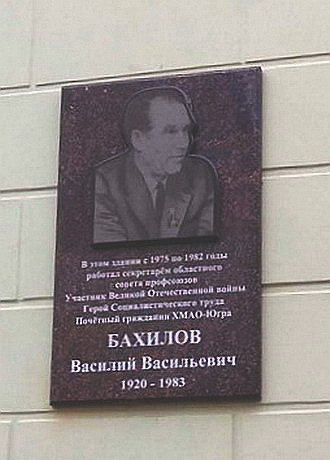 В этом здании с 1975 по 1982 годы
работал секретарём областного
совета профсоюзов
Участник Великой Отечественной войны
Герой Социалистического труда
Почётный гражданин ХМАО-Югра
БАХИЛОВ
Василий Васильевич
1920 - 1983